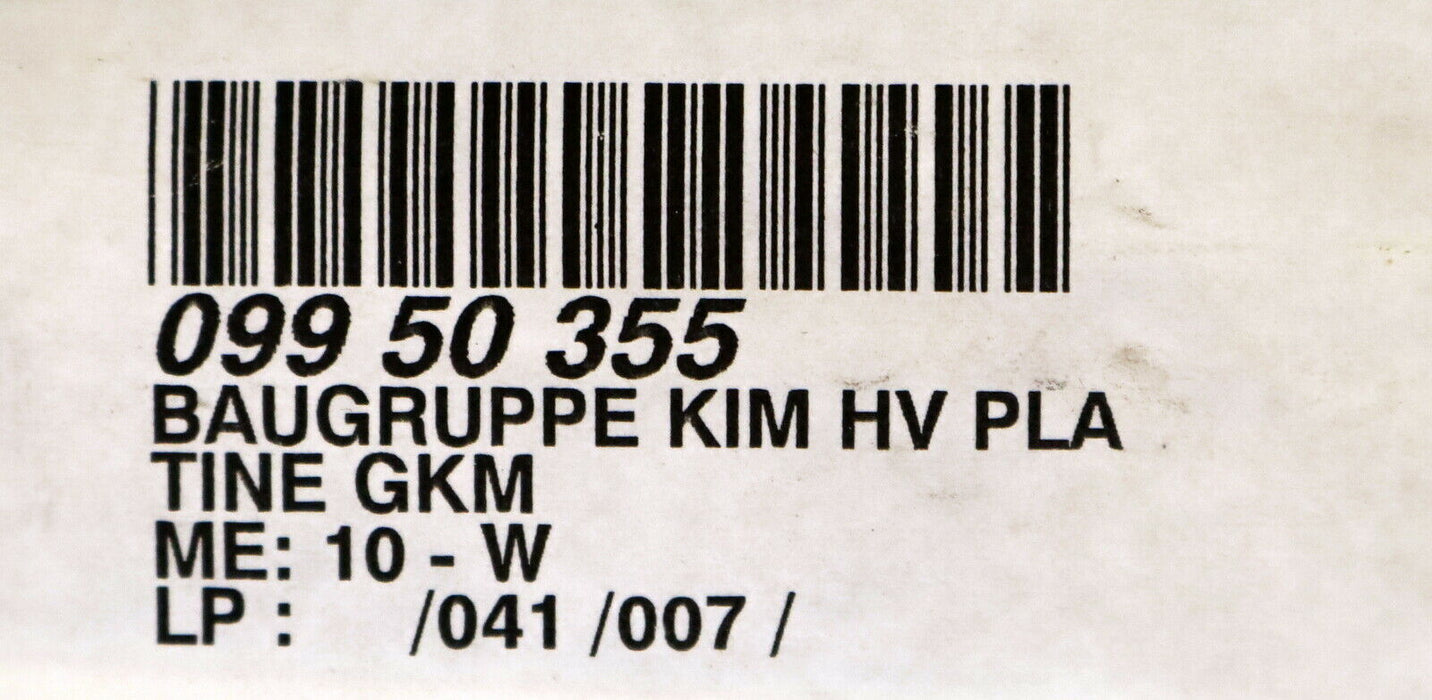 099 50 355
BAUGRUPPE KIM HV PLA
TINE GKM
ME: 10 - W
LP : /041 /007 /